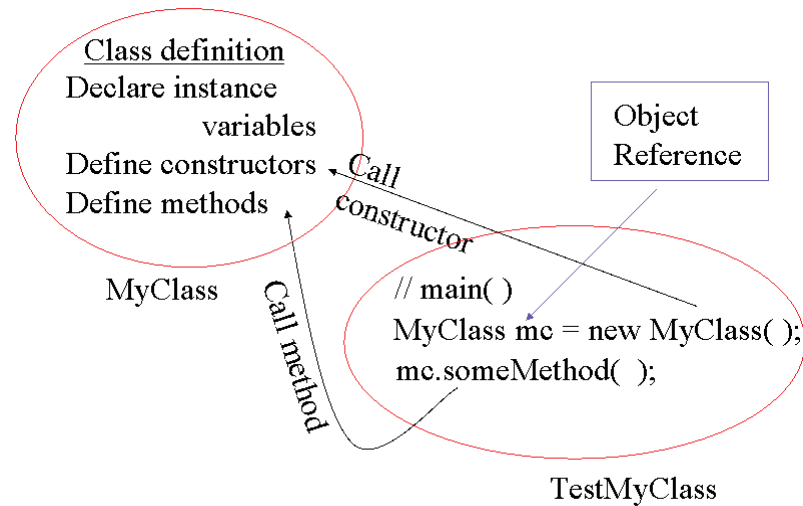 Class definition
Declare instance
variables
Define constructors
Define methods
MyClass
Call
constructor
Call method
Object
Reference
// main( )
MyClass mc = new MyClass( );
mc.someMethod(  );
TestMyClass